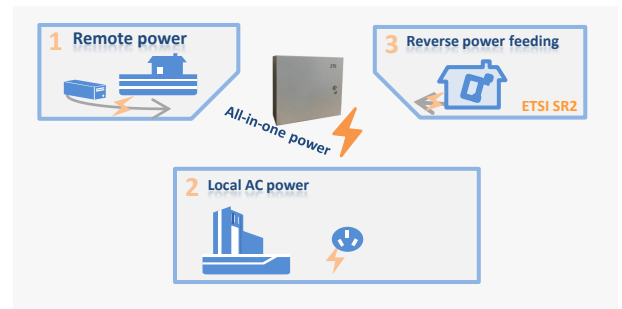 1 Remote power
3 Reverse power feeding
All-in-one power
ETSI SR2
2 Local AC power